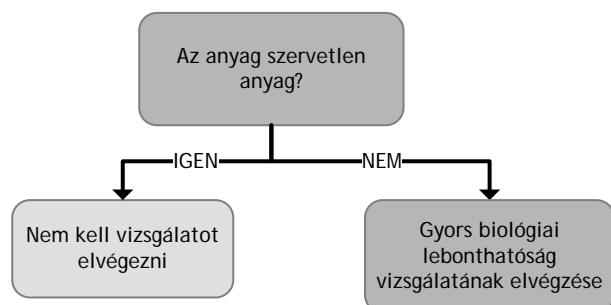 Az anyag szervetlen
anyag?
IGEN
NEM
Nem kell vizsgálatot
elvégezni
Gyors biológiai
lebonthatóság
vizsgálatának elvégzése